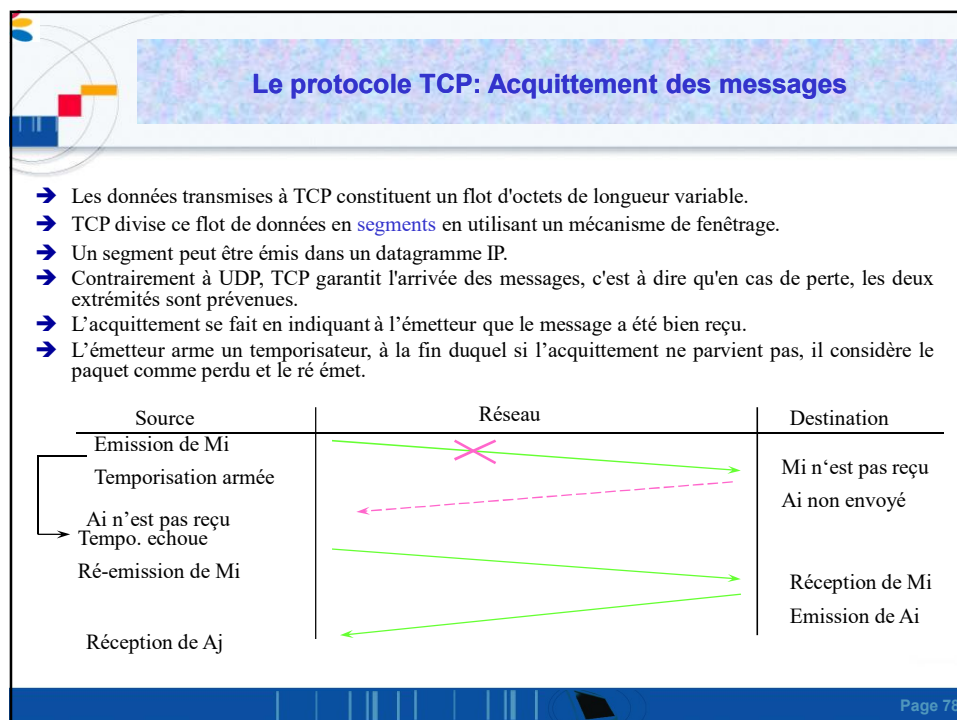 Le protocole TCP: Acquittement des messages
Les données transmises à TCP constituent un flot d'octets de longueur variable.
TCP divise ce flot de données en segments en utilisant un mécanisme de fenêtrage.
Un segment peut être émis dans un datagramme IP.
Contrairement à UDP, TCP garantit l'arrivée des messages, c'est à dire qu'en cas de perte, les deux
extrémités sont prévenues.
L’acquittement se fait en indiquant à l’émetteur que le message a été bien reçu.
L’émetteur arme un temporisateur, à la fin duquel si l’acquittement ne parvient pas, il considère le
paquet comme perdu et le ré émet.
Source Réseau Destination
Emission de Mi
Mi n‘est pas reçu
Temporisation armée
Ai non envoyé
Ai n’est pas reçu
Tempo. echoue
Ré-emission de Mi
Réception de Mi
Emission de Ai
Réception de Aj
Page 78